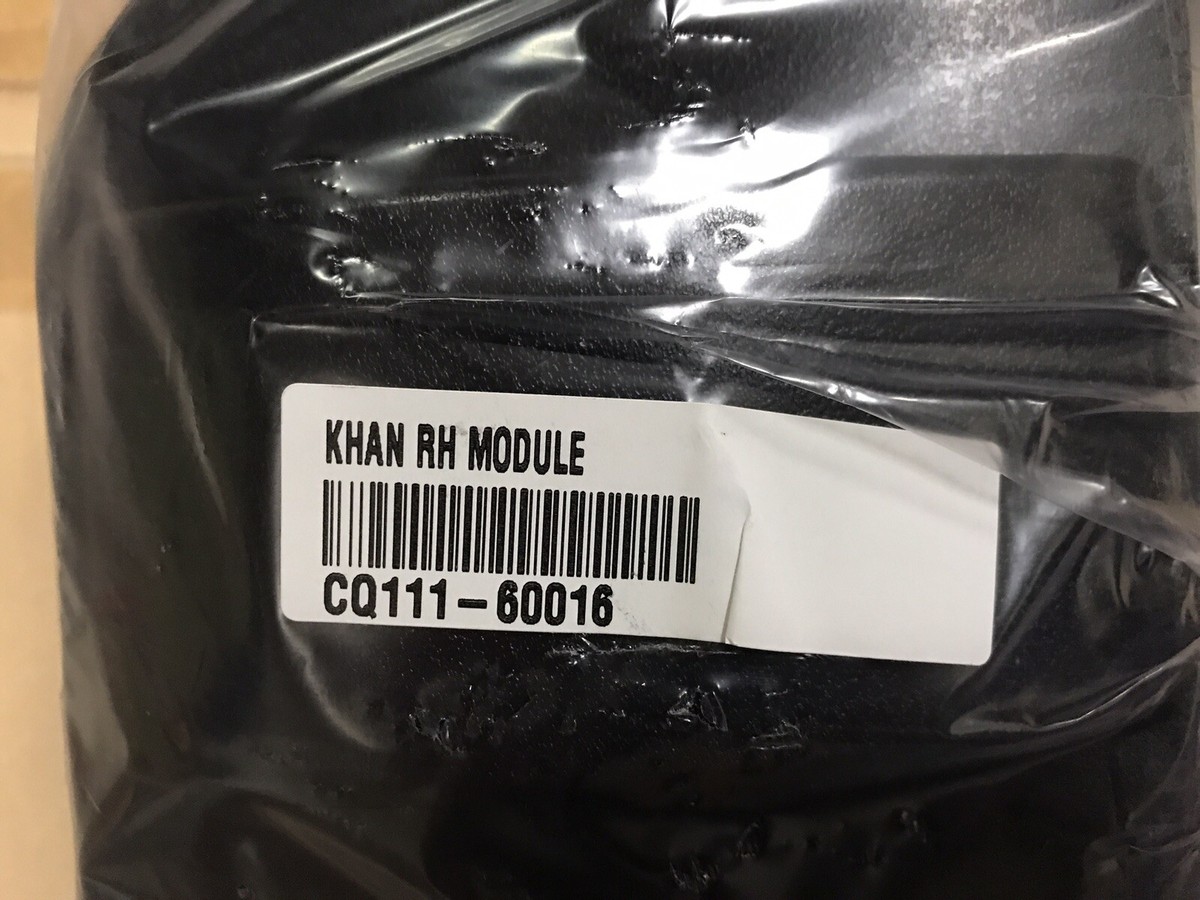 KHAN RH MODULE
CQ111-60016